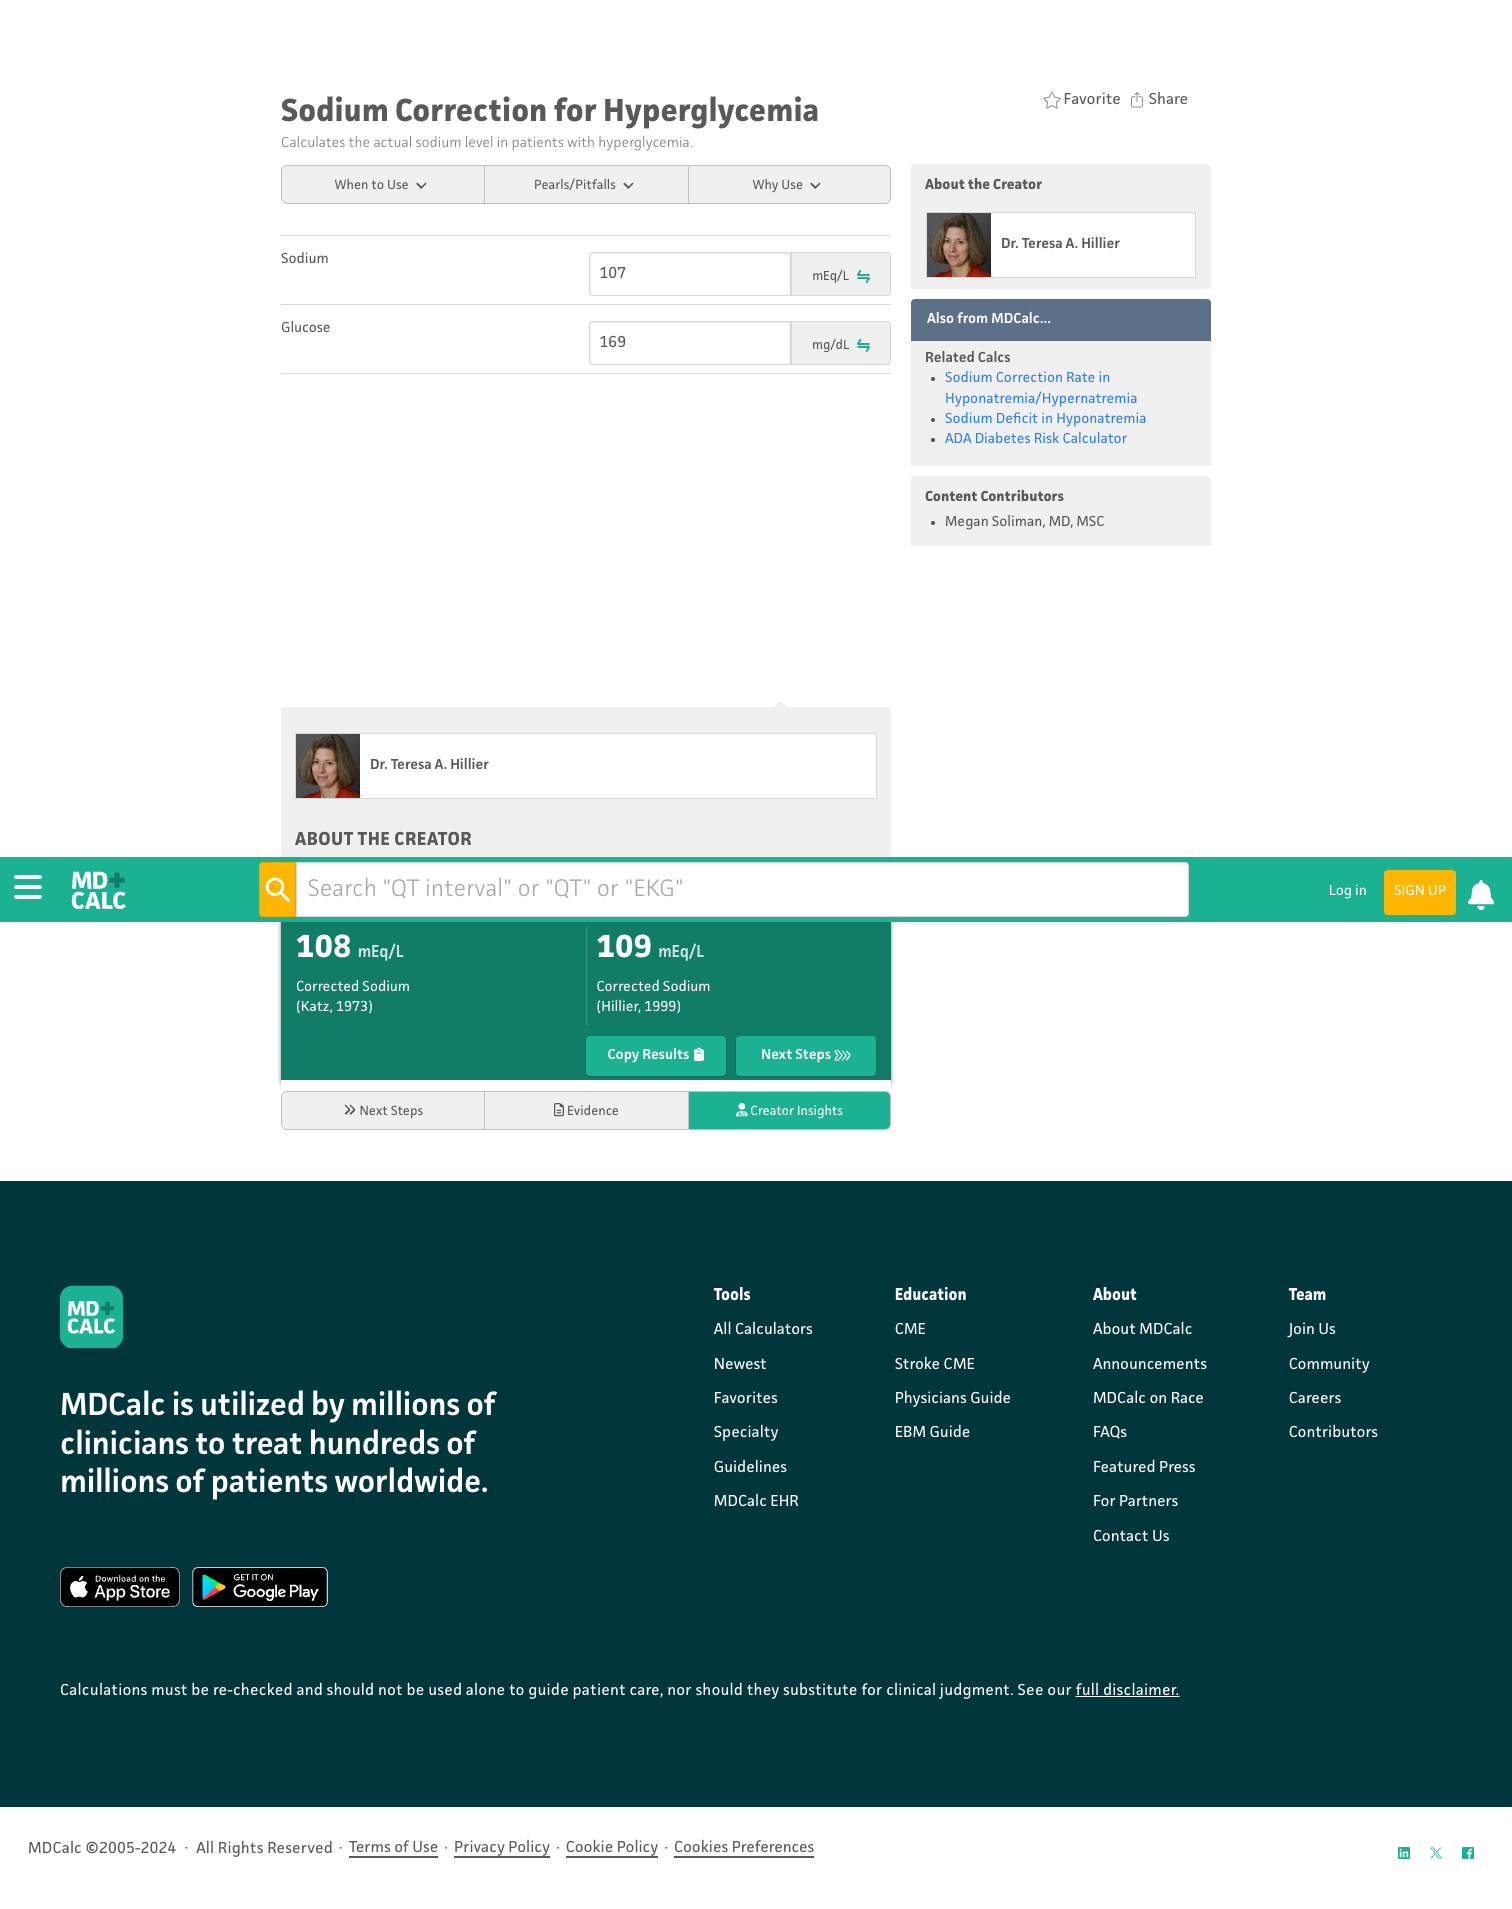 Sodium Correction for Hyperglycemia
Calculates the actual sodium level in patients with hyperglycemia.
Favorite
Share
When to Use
Pearls/Pitfalls
Why Use
Sodium
107
mEq/L
Glucose
169
mg/dL
About the Creator
Dr. Teresa A. Hillier
Also from MDCalc...
Related Calcs
Sodium Correction Rate in
Hyponatremia/Hypernatremia
Sodium Deficit in Hyponatremia
ADA Diabetes Risk Calculator
Content Contributors
Megan Soliman, MD, MSC
Dr. Teresa A. Hillier
ABOUT THE CREATOR
MD+
CALC
Search "QT interval" or "QT" or "EKG"
Log in
SIGN UP
108 mEq/L
Corrected Sodium
(Katz, 1973)
109 mEq/L
Corrected Sodium
(Hillier, 1999)
Copy Results
Next Steps
Next Steps
Evidence
Creator Insights
MD+
CALC
MDCalc is utilized by millions of
clinicians to treat hundreds of
millions of patients worldwide.
Download on the
App Store
GET IT ON
Google Play
Tools
All Calculators
Newest
Favorites
Specialty
Guidelines
MDCalc EHR
Education
CME
Stroke CME
Physicians Guide
EBM Guide
About
About MDCalc
Announcements
MDCalc on Race
FAQs
Featured Press
For Partners
Contact Us
Team
Join Us
Community
Careers
Contributors
Calculations must be re-checked and should not be used alone to guide patient care, nor should they substitute for clinical judgment. See our full disclaimer.
MDCalc ©2005-2024 · All Rights Reserved · Terms of Use · Privacy Policy · Cookie Policy · Cookies Preferences